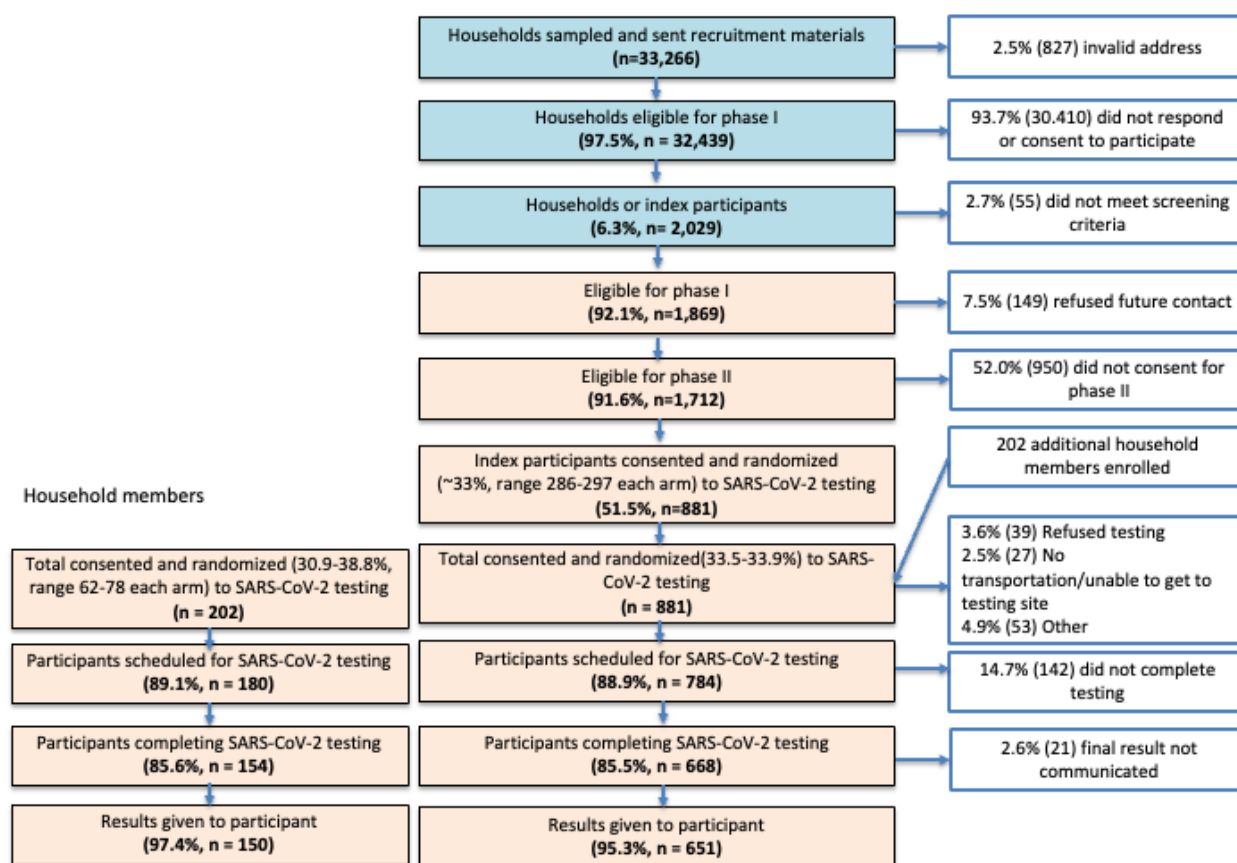 Households sampled and sent recruitment materials
(n=33,266)
2.5% (827) invalid address
Households eligible for phase I
(97.5%, n = 32,439)
93.7% (30.410) did not respond
or consent to participate
Households or index participants
(6.3%, n= 2,029)
2.7% (55) did not meet screening
criteria
Eligible for phase I
(92.1%, n=1,869)
7.5% (149) refused future contact
Eligible for phase II
(91.6%, n=1,712)
52.0% (950) did not consent for
phase II
Index participants consented and randomized
(~33%, range 286-297 each arm) to SARS-CoV-2 testing
(51.5%, n=881)
202 additional household
members enrolled
Household members
Total consented and randomized (30.9-38.8%,
range 62-78 each arm) to SARS-CoV-2 testing
(n = 202)
Total consented and randomized(33.5-33.9%) to SARS-
CoV-2 testing
(n = 881)
3.6% (39) Refused testing
2.5% (27) No
transportation/unable to get to
testing site
4.9% (53) Other
Participants scheduled for SARS-CoV-2 testing
(89.1%, n = 180)
Participants scheduled for SARS-CoV-2 testing
(88.9%, n = 784)
14.7% (142) did not complete
testing
Participants completing SARS-CoV-2 testing
(85.6%, n = 154)
Participants completing SARS-CoV-2 testing
(85.5%, n = 668)
2.6% (21) final result not
communicated
Results given to participant
(97.4%, n = 150)
Results given to participant
(95.3%, n = 651)